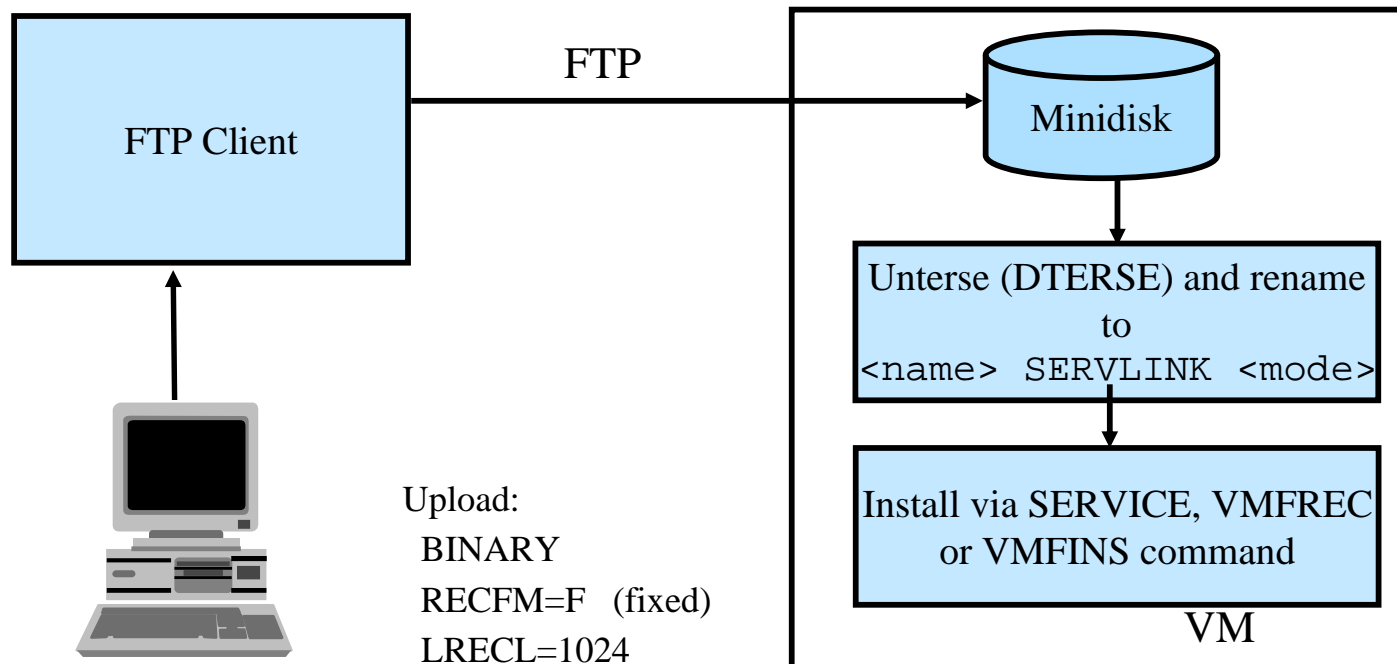 FTP Client
FTP
Minidisk
Unterse (DTERSE) and rename
to
<name> SERVLINK <mode>
Install via SERVICE, VMFREC
or VMFINS command
VM
Upload:
BINARY
RECFM=F (fixed)
LRECL=1024